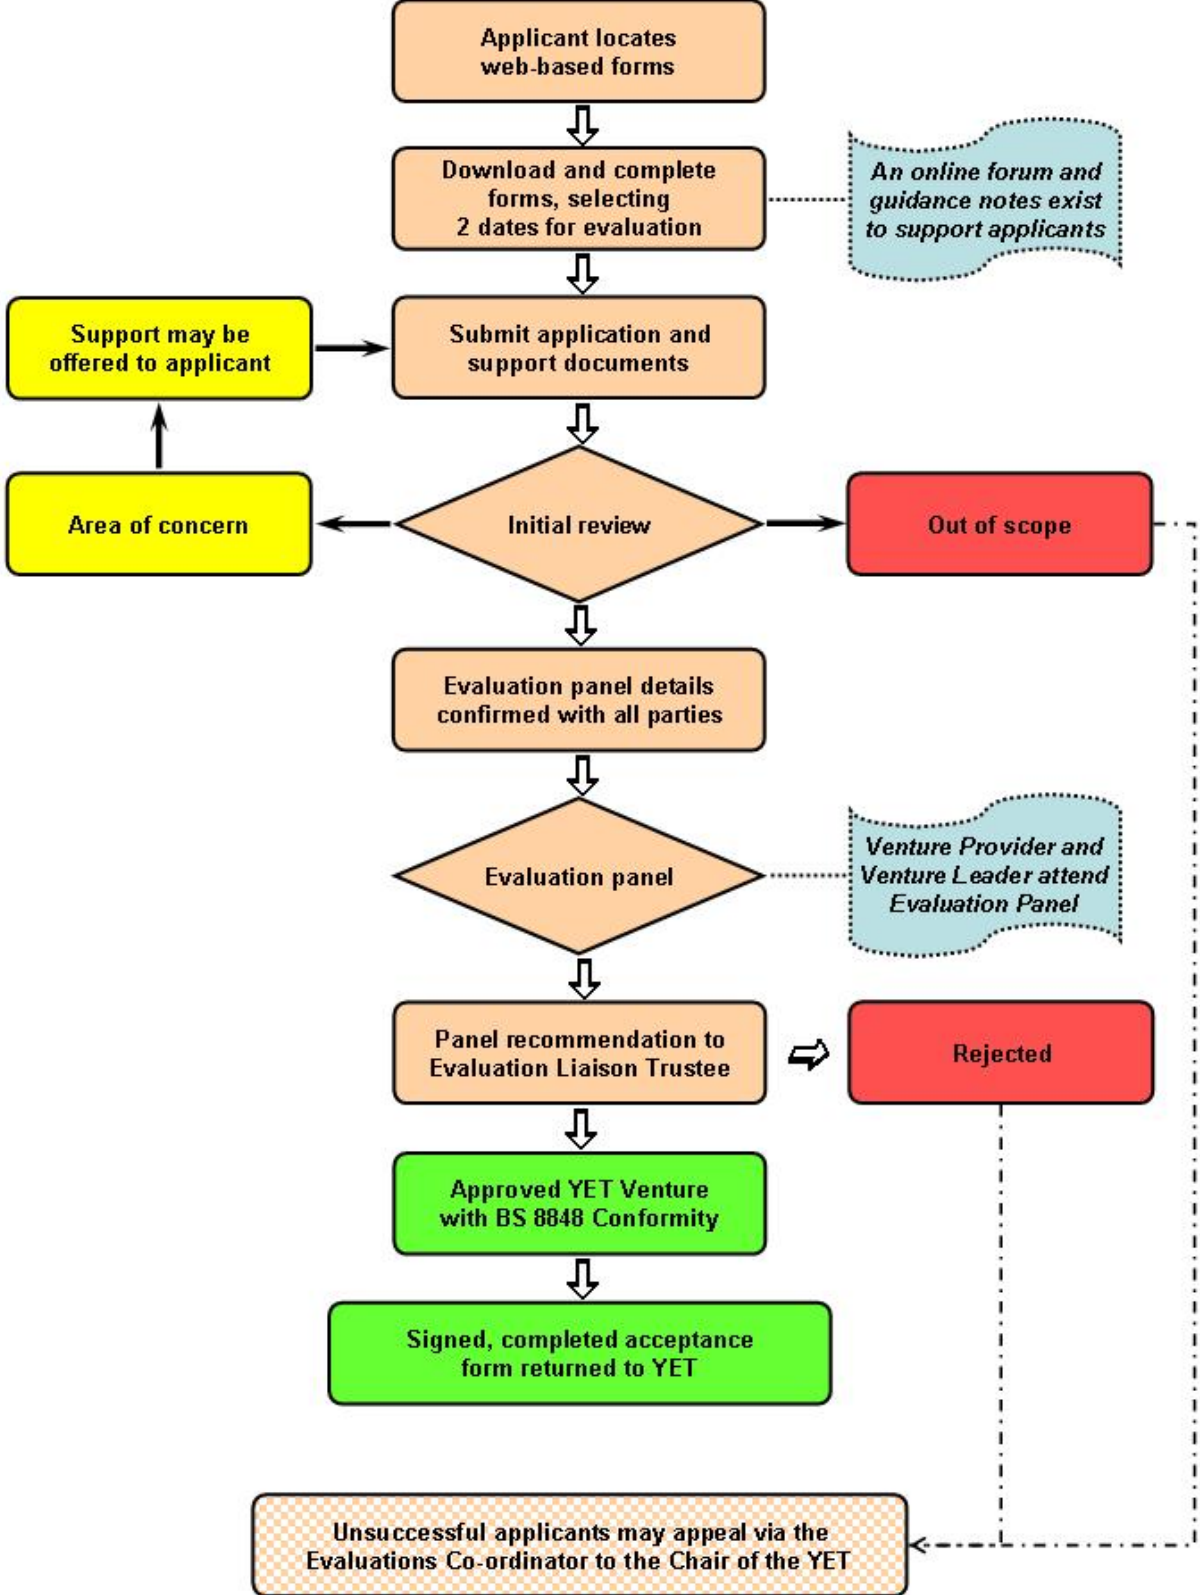 Applicant locates
web-based forms
Download and complete
forms, selecting
2 dates for evaluation
An online forum and
guidance notes exist
to support applicants
Support may be
offered to applicant
Submit application and
support documents
Area of concern
Initial review
Out of scope
Evaluation panel details
confirmed with all parties
Evaluation panel
Venture Provider and
Venture Leader attend
Evaluation Panel
Panel recommendation to
Evaluation Liaison Trustee
Rejected
Approved YET Venture
with BS 8848 Conformity
Signed, completed acceptance
form returned to YET
Unsuccessful applicants may appeal via the
Evaluations Co-ordinator to the Chair of the YET